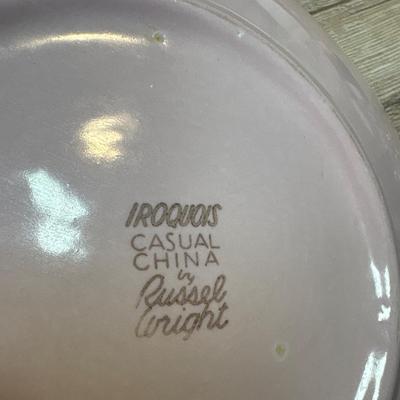 IROQUOIS
CASUAL
CHINA
by
Russel
Wright